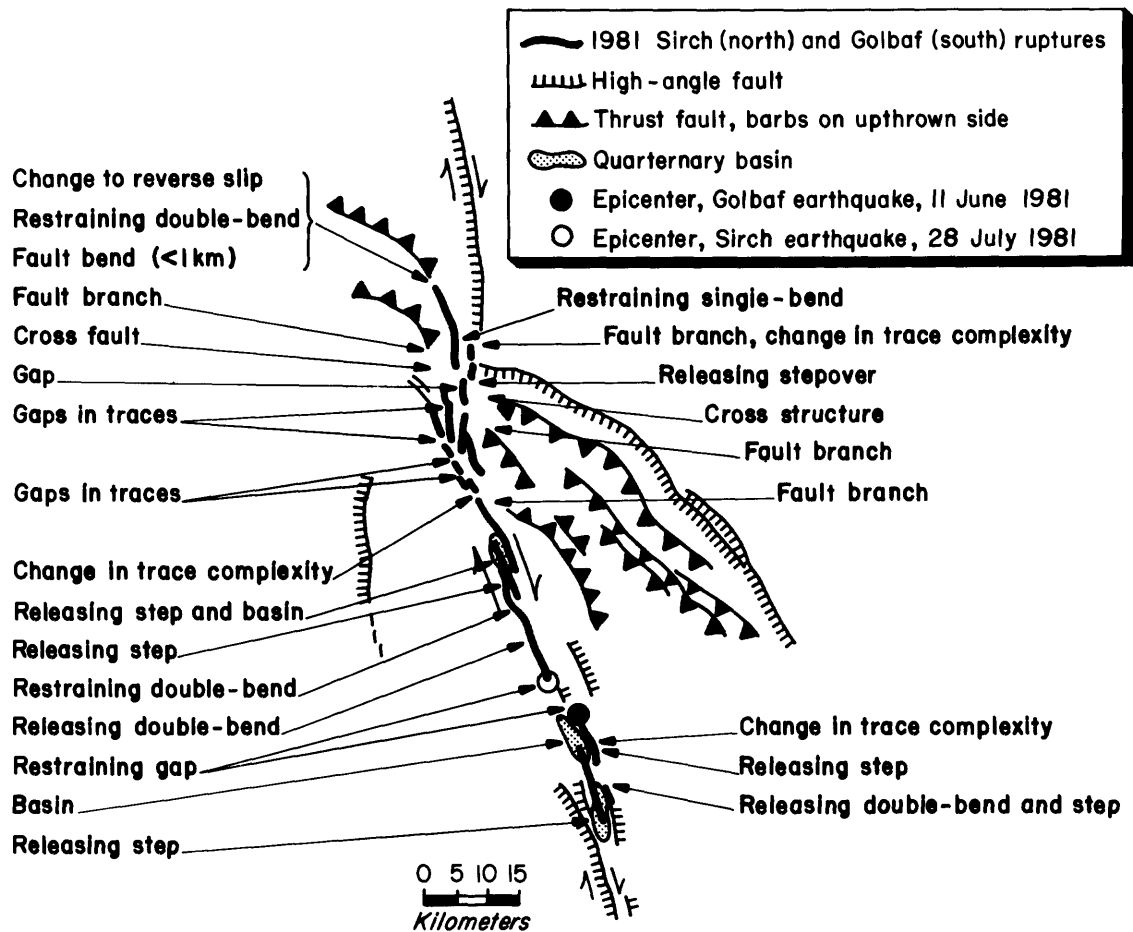 1981 Sirch (north) and Golbaf (south) ruptures
High-angle fault
Thrust fault, barbs on upthrown side
Quarternary basin
Epicenter, Golbaf earthquake, 11 June 1981
Epicenter, Sirch earthquake, 28 July 1981
Change to reverse slip
Restraining double-bend
Fault bend (<1km)
Fault branch
Cross fault
Gap
Gaps in traces
Gaps in traces
Change in trace complexity
Releasing step and basin
Releasing step
Restraining double-bend
Releasing double-bend
Restraining gap
Basin
Releasing step
Restraining single-bend
Fault branch, change in trace complexity
Releasing stepover
Cross structure
Fault branch
Fault branch
Change in trace complexity
Releasing step
Releasing double-bend and step
0 5 10 15
Kilometers